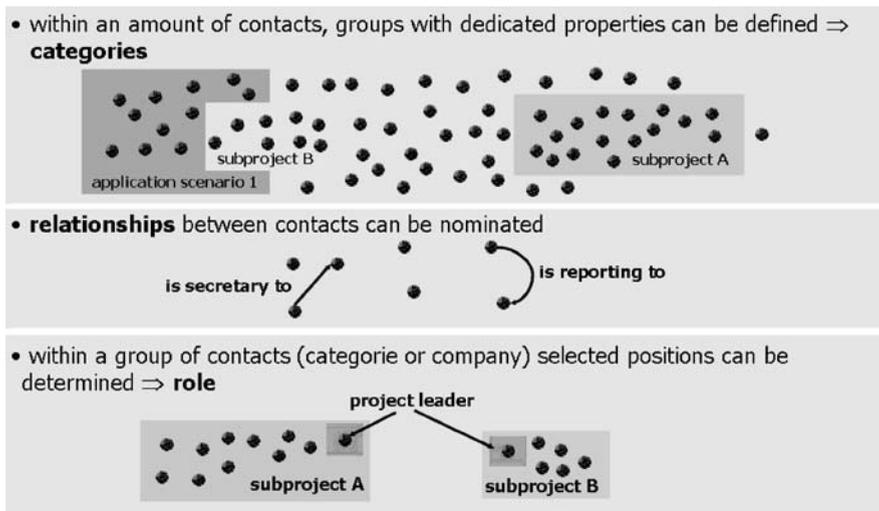 • within an amount of contacts, groups with dedicated properties can be defined ⇒
categories
subproject B
subproject A
application scenario 1
• relationships between contacts can be nominated
is secretary to
is reporting to
• within a group of contacts (categorie or company) selected positions can be
determined ⇒ role
project leader
subproject A
subproject B